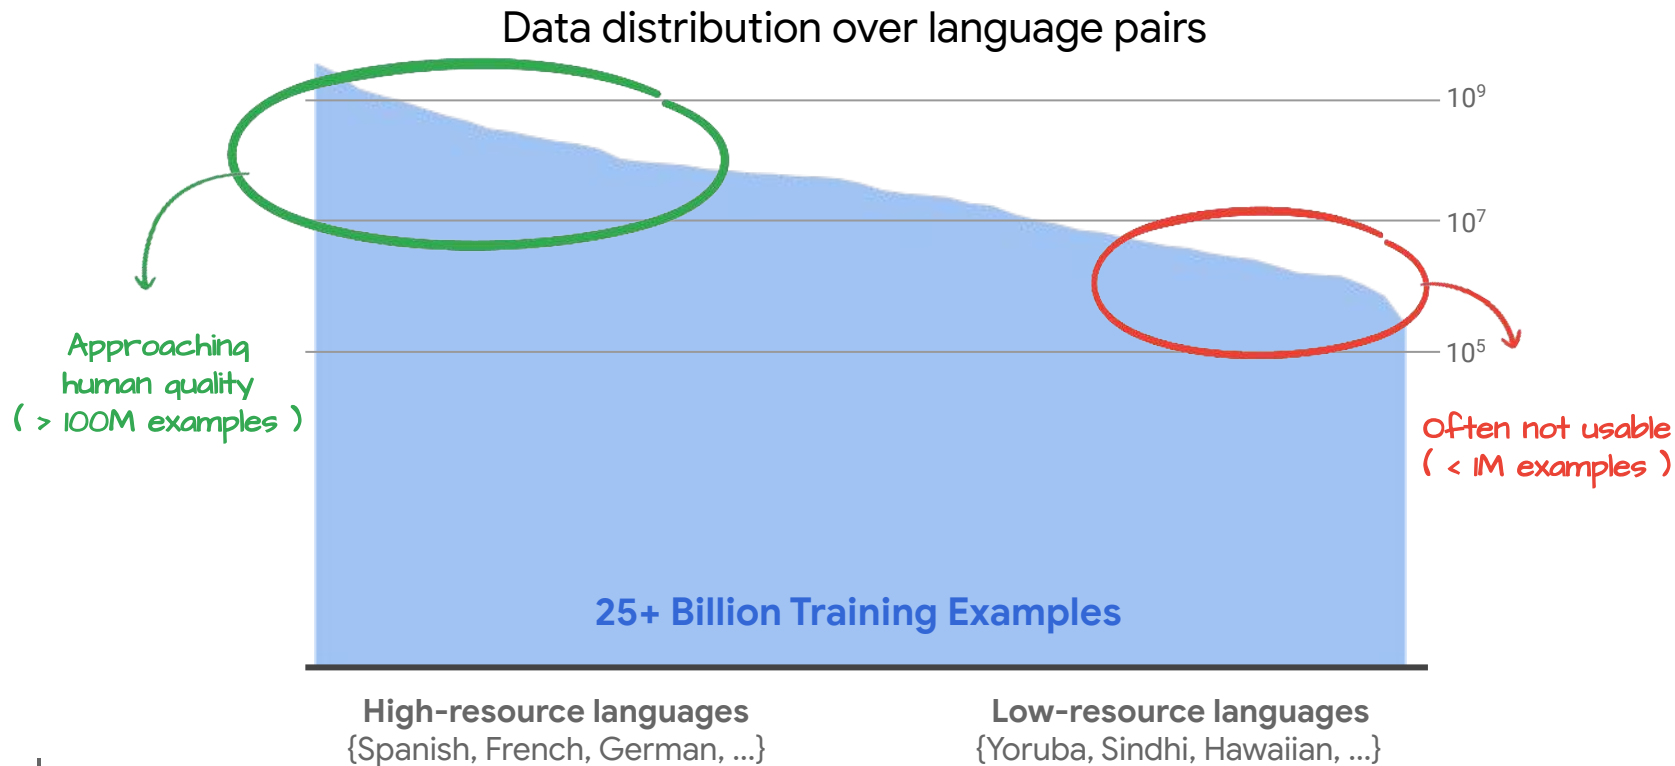 Data distribution over language pairs
10⁹
10⁷
10⁵
Approaching
human quality
( > 100M examples )
Often not usable
( < 1M examples )
25+ Billion Training Examples
High-resource languages
{Spanish, French, German, ...}
Low-resource languages
{Yoruba, Sindhi, Hawaiian, ...}